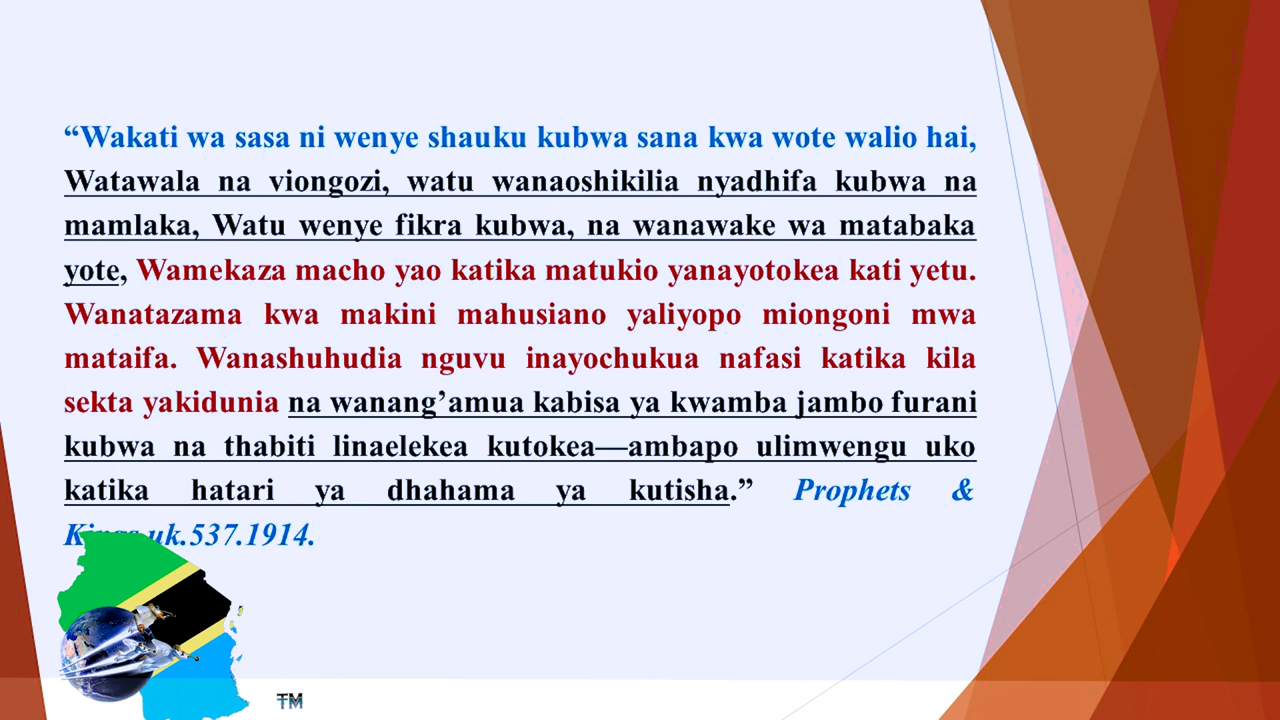 “Wakati wa sasa ni wenye shauku kubwa sana kwa wote walio hai,
Watawala na viongozi, watu wanaoshikilia nyadhifa kubwa na
mamlaka, Watu wenye fikra kubwa, na wanawake wa matabaka
yote, Wamekaza macho yao katika matukio yanayotokea kati yetu.
Wanatazama kwa makini mahusiano yaliyopo miongoni mwa
mataifa. Wanashuhudia nguvu inayochukua nafasi katika kila
sekta yakidunia na wanang’amua kabisa ya kwamba jambo furani
kubwa na thabiti linaelekea kutokea—ambapo ulimwengu uko
katika hatari ya dhahama ya kutisha.” Prophets &
Kings uk.537.1914.
TM